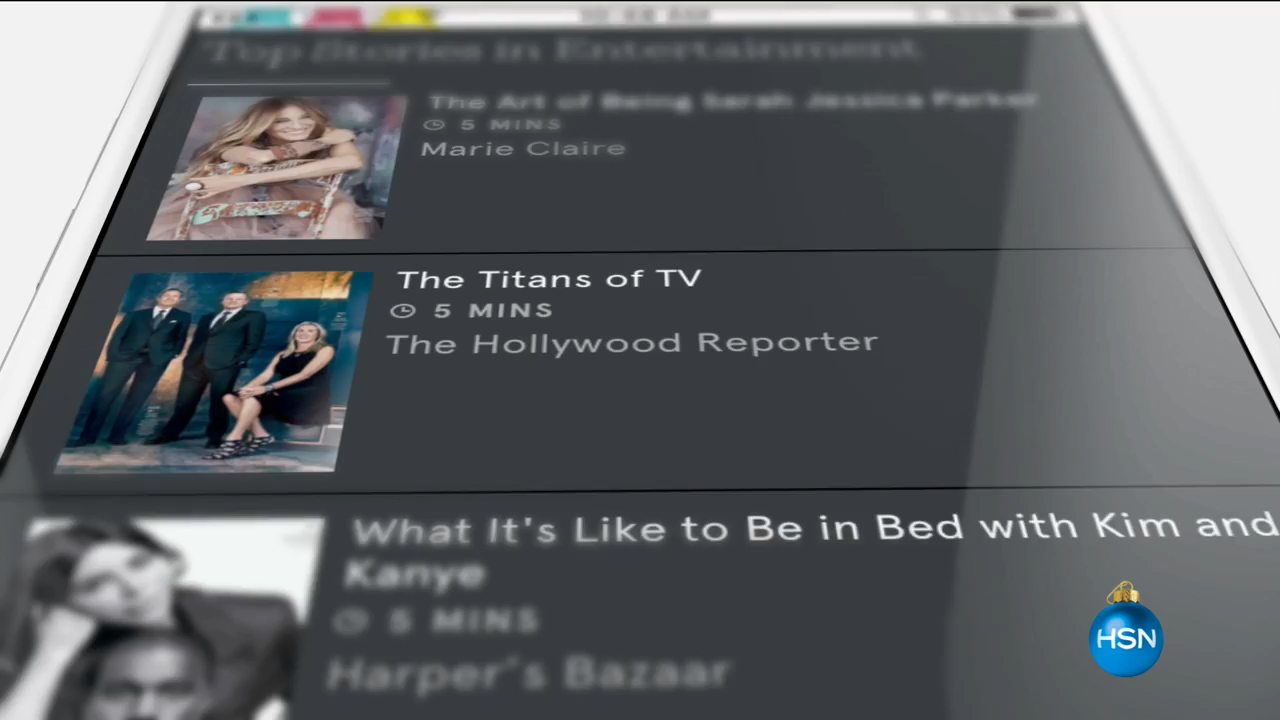 Top Stories in Entertainment
The Art of Being Sarah Jessica Parker
5 MINS
Marie Claire
The Titans of TV
5 MINS
The Hollywood Reporter
What It's Like to Be in Bed with Kim and
Kanye
5 MINS
Harper's Bazaar
HSN